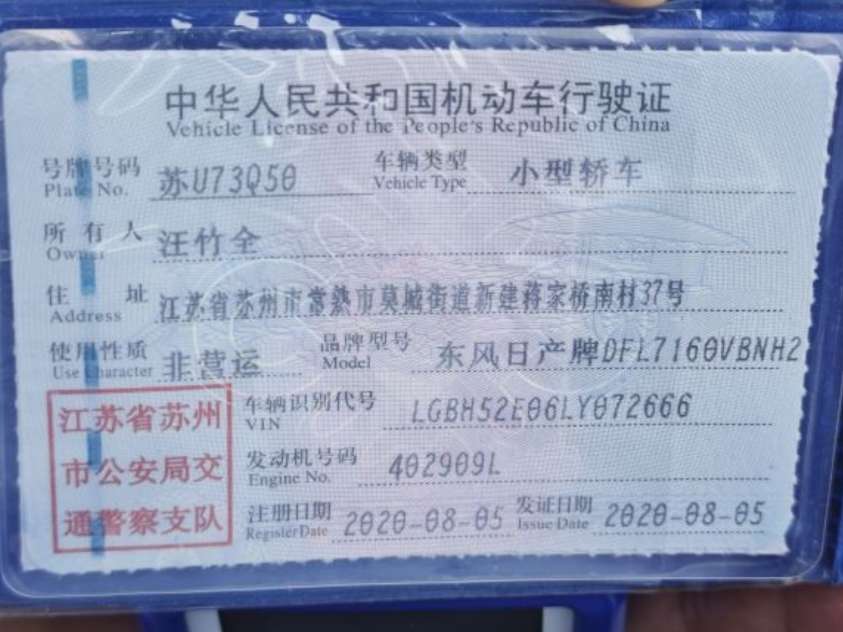 中华人民共和国机动车行驶证
Vehicle License of the People's Republic of China
号牌号码 苏U73Q50 车辆类型 小型轿车
Plate No. Vehicle Type
所有人 汪竹全
Owner
住址 江苏省苏州市常熟市莫城街道新建蒋家桥南村37号
Address
使用性质 非营运 品牌型号 东风日产牌DFL7160VBNH2
Use Character Model
江苏省苏州 车辆识别代号 LGBH52E06LY072666
VIN
市公安局交 发动机号码 402909L
Engine No.
通警察支队 注册日期 2020-08-05 发证日期 2020-08-05
Register Date Issue Date